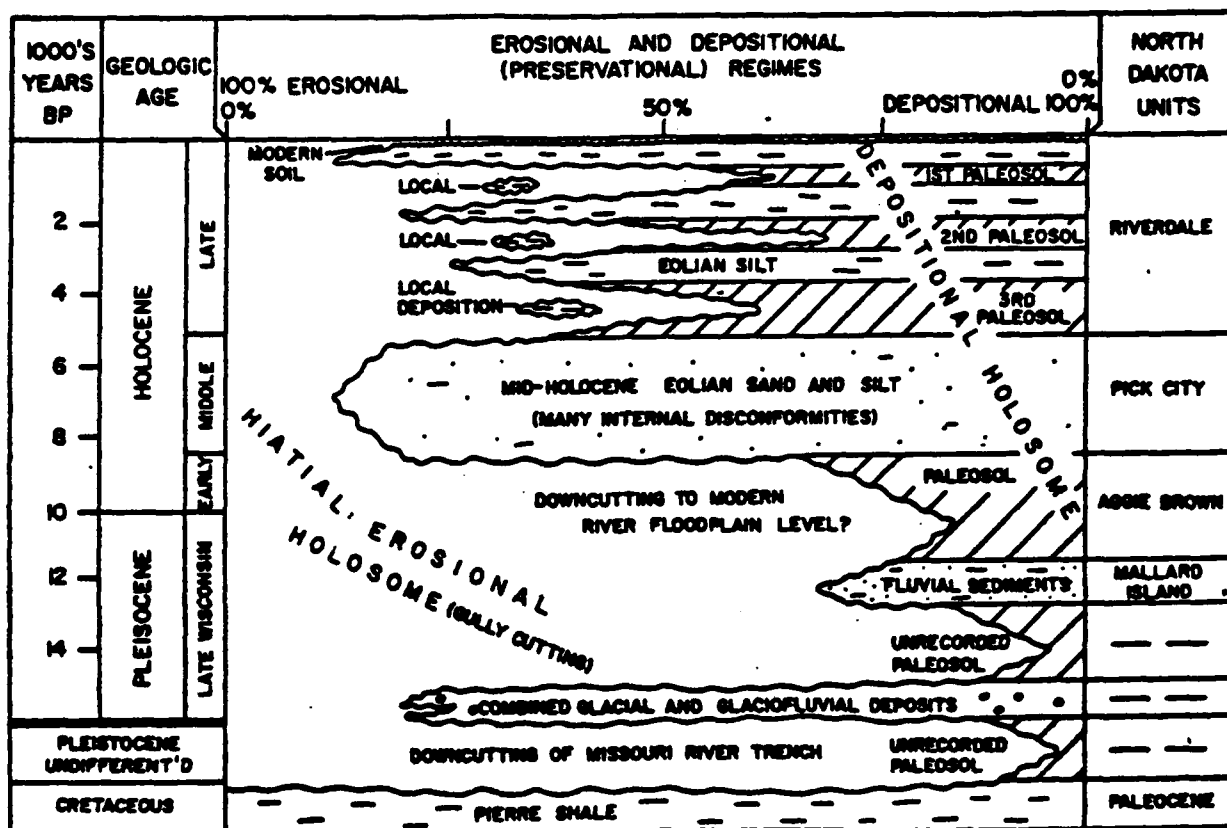 1000'S
YEARS
BP
GEOLOGIC
AGE
EROSIONAL AND DEPOSITIONAL
(PRESERVATIONAL) REGIMES
100% EROSIONAL
0%
0%
50%
DEPOSITIONAL 100%
NORTH
DAKOTA
UNITS
2
4
6
8
10
12
14
HOLOCENE
PLEISOCENE
LATE
MIDDLE
EARLY
LATE WISCONSIN
PLEISTOCENE
UNDIFFERENT'D
CRETACEOUS
MODERN
SOIL
LOCAL
1ST PALEOSOL
LOCAL
2ND PALEOSOL
EOLIAN SILT
LOCAL
DEPOSITION
3RD
PALEOSOL
DEPOSITIONAL HOLOSOME
MID-HOLOCENE EOLIAN SAND AND SILT
(MANY INTERNAL DISCONFORMITIES)
HIATIAL, EROSIONAL
HOLOSOME (GULLY CUTTING)
PALEOSOL
DOWNCUTTING TO MODERN
RIVER FLOODPLAIN LEVEL?
FLUVIAL SEDIMENTS
UNRECORDED
PALEOSOL
COMBINED GLACIAL AND GLACIOFLUVIAL DEPOSITS
DOWNCUTTING OF MISSOURI RIVER TRENCH
UNRECORDED
PALEOSOL
PIERRE SHALE
RIVERDALE
PICK CITY
AGGIE BROWN
MALLARD
ISLAND
PALEOCENE